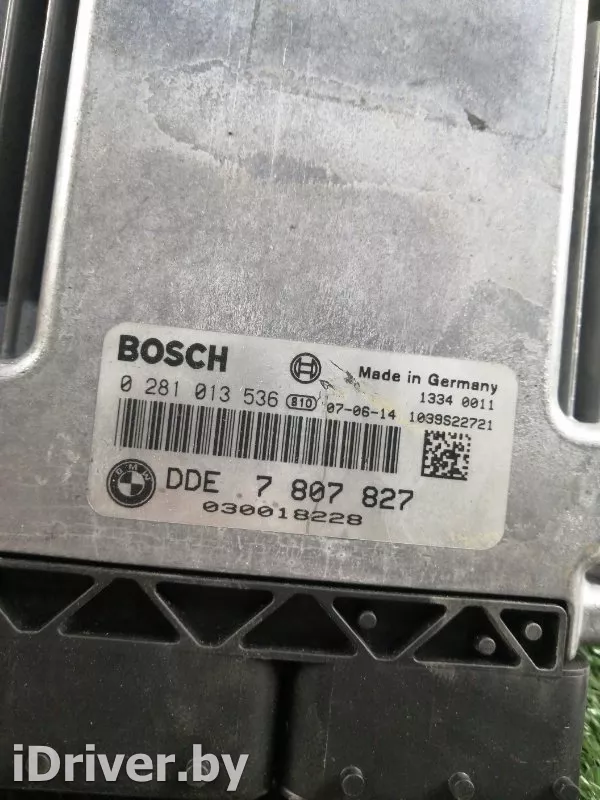 BOSCH
Made in Germany
1334 0011
0 281 013 536 810 07-06-14 1039S22721
BMW
DDE 7 807 827
030018228
iDriver.by